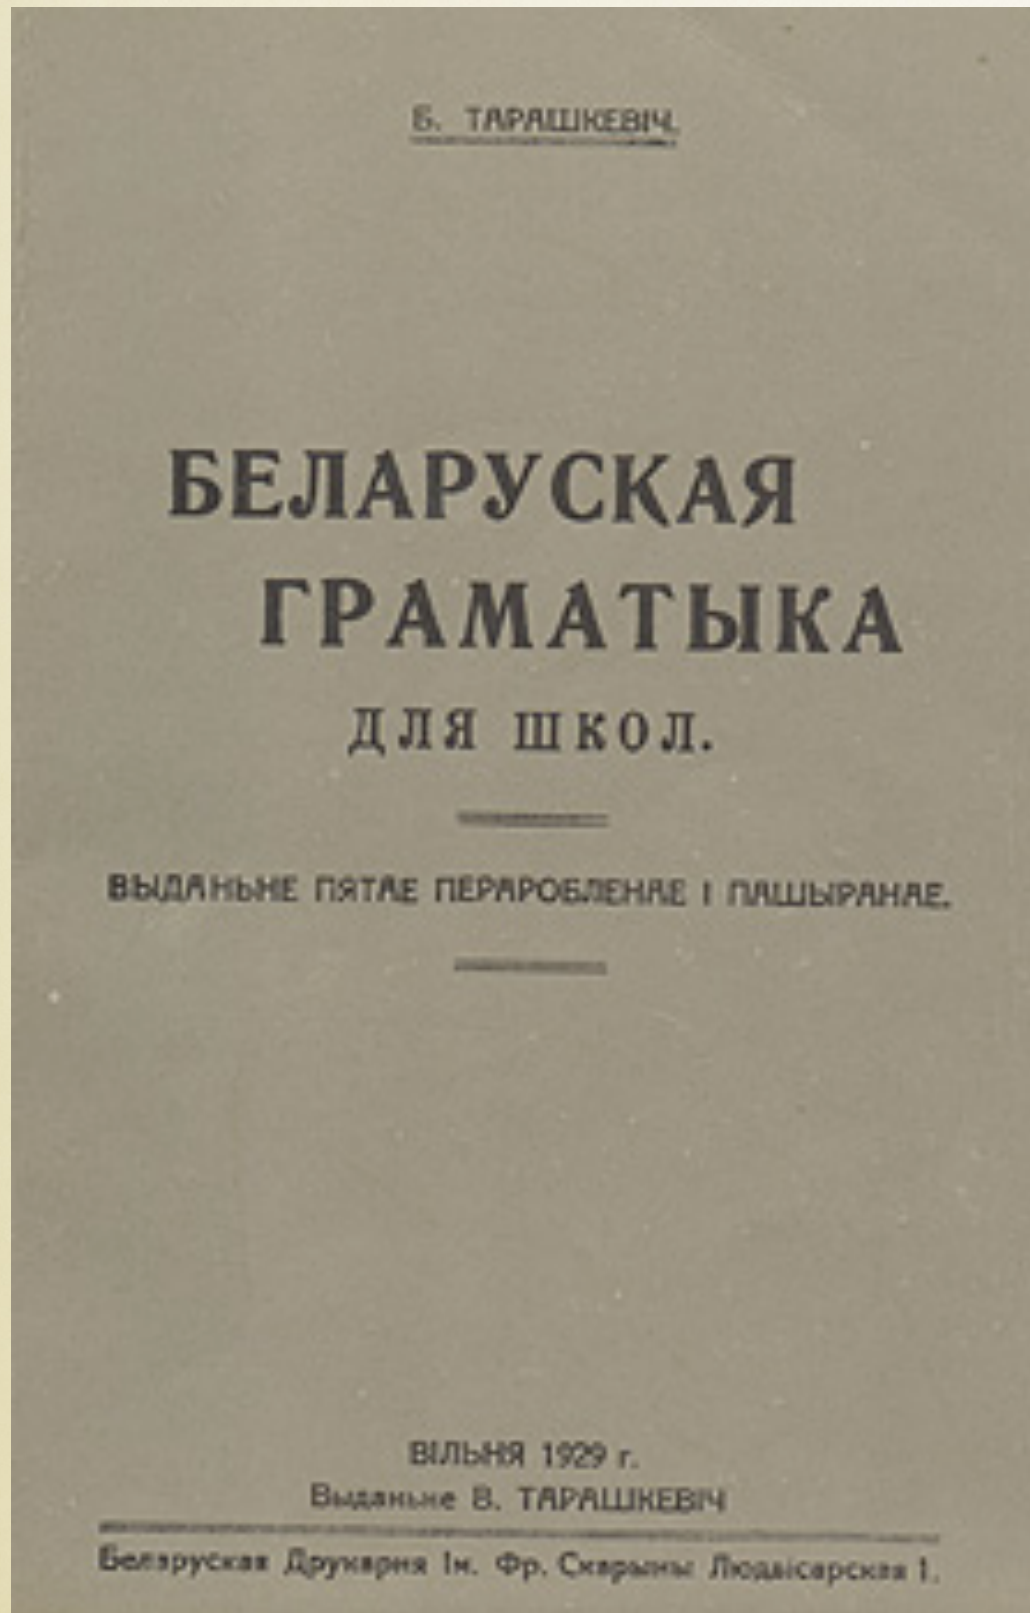 Б. ТАРАШКЕВІЧ.
БЕЛАРУСКАЯ
ГРАМАТЫКА
ДЛЯ ШКОЛ.
ВЫДАНЬНЕ ПЯТАЕ ПЕРАРОБЛЕНАЕ І ПАШЫРАНАЕ.
ВІЛЬНЯ 1929 г.
Выданьне В. ТАРАШКЕВІЧ
Беларуская Друкарня Ім. Фр. Скарыны Людвісарская 1.